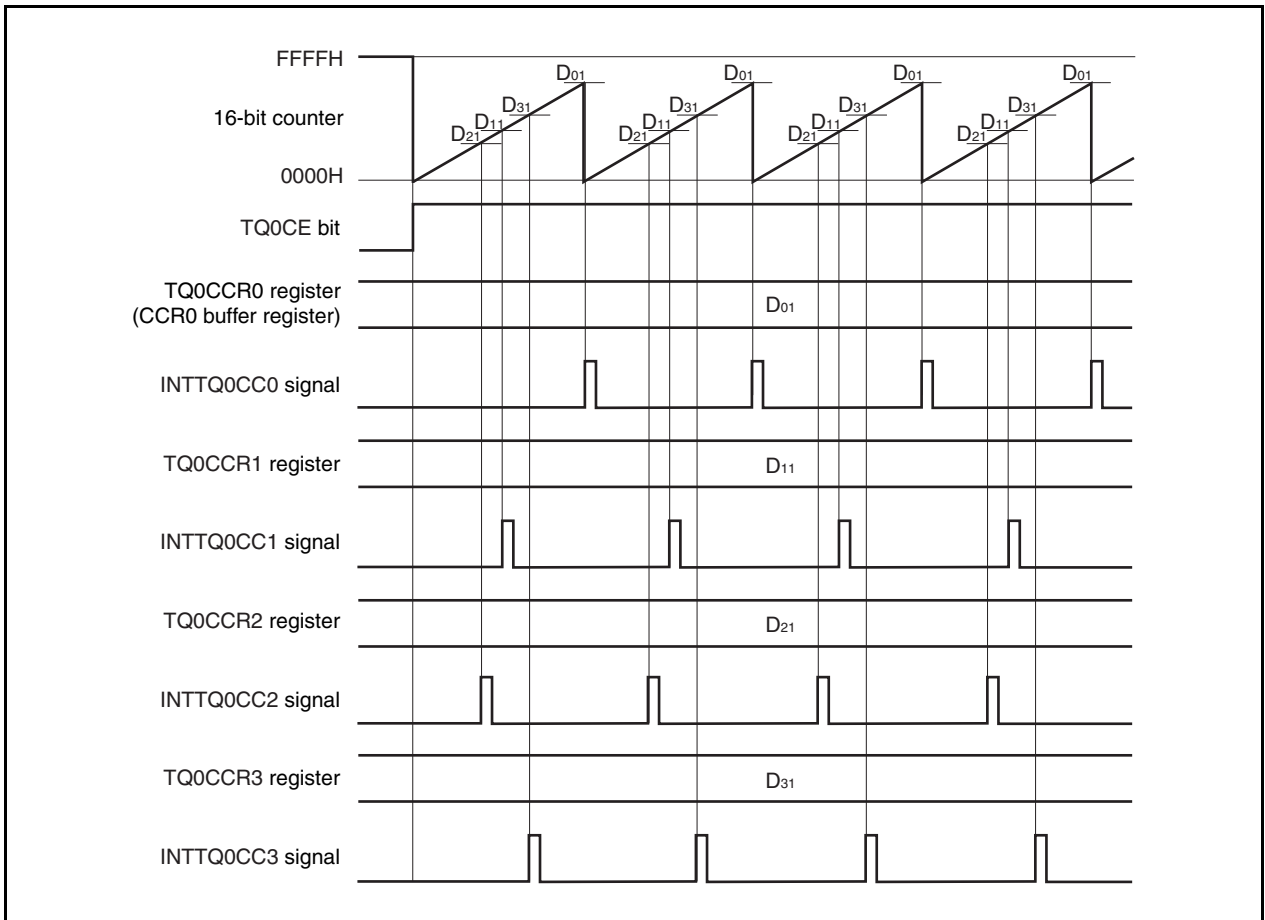 FFFFH
D01 D01 D01 D01
16-bit counter
D31 D31 D31 D31
D11 D11 D11 D11
D21 D21 D21 D21
0000H
TQ0CE bit
TQ0CCR0 register
(CCR0 buffer register)
D01
INTTQ0CC0 signal
TQ0CCR1 register
D11
INTTQ0CC1 signal
TQ0CCR2 register
D21
INTTQ0CC2 signal
TQ0CCR3 register
D31
INTTQ0CC3 signal